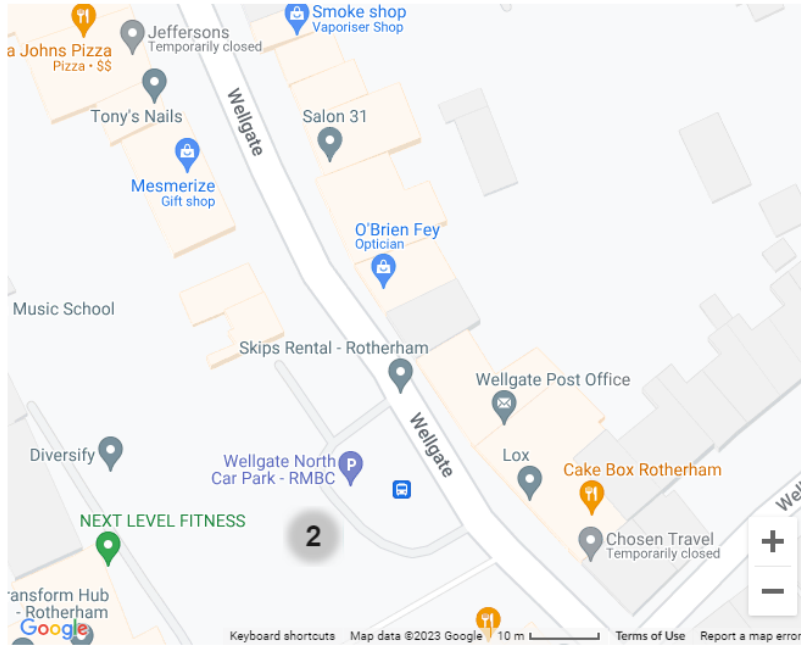 Smoke shop
Vaporiser Shop
Jeffersons
Temporarily closed
a Johns Pizza
Pizza • $$
Wellgate
Tony's Nails
Salon 31
Mesmerize
Gift shop
O'Brien Fey
Optician
Music School
Skips Rental - Rotherham
Wellgate Post Office
Wellgate
Diversify
Wellgate North
Car Park - RMBC
P
Lox
Cake Box Rotherham
Well
NEXT LEVEL FITNESS
2
Chosen Travel
Temporarily closed
ransform Hub
- Rotherham
Google
Keyboard shortcuts
Map data ©2023 Google
10 m
Terms of Use
Report a map error